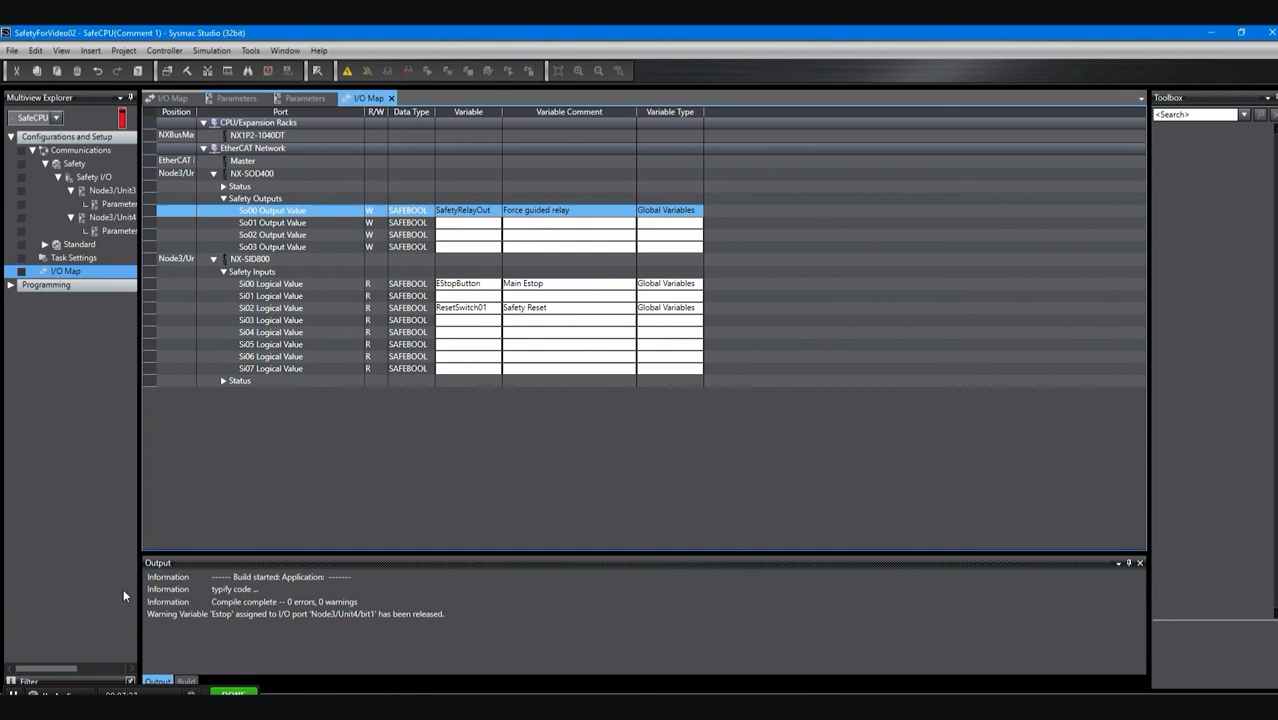 SafetyForVideo02 - SafeCPU(Comment 1) - Sysmac Studio (32bit)
File Edit View Insert Project Controller Simulation Tools Window Help
Multiview Explorer
SafeCPU
Configurations and Setup
Communications
Safety
Safety I/O
Node3/Unit3
Parameter
Node3/Unit4
Parameter
Standard
Task Settings
I/O Map
Programming
Filter
I/O Map Parameters Parameters I/O Map
Position Port R/W Data Type Variable Variable Comment Variable Type
CPU/Expansion Racks
NXBusMa NX1P2-1040DT
EtherCAT Network
EtherCAT Master
Node3/Ur NX-SOD400
Status
Safety Outputs
So00 Output Value W SAFEBOOL SafetyRelayOut Force guided relay Global Variables
So01 Output Value W SAFEBOOL
So02 Output Value W SAFEBOOL
So03 Output Value W SAFEBOOL
Node3/Ur NX-SID800
Safety Inputs
Si00 Logical Value R SAFEBOOL EStopButton Main Estop Global Variables
Si01 Logical Value R SAFEBOOL
Si02 Logical Value R SAFEBOOL ResetSwitch01 Safety Reset Global Variables
Si03 Logical Value R SAFEBOOL
Si04 Logical Value R SAFEBOOL
Si05 Logical Value R SAFEBOOL
Si06 Logical Value R SAFEBOOL
Si07 Logical Value R SAFEBOOL
Status
Output
Information ------ Build started: Application: -------
Information typify code ...
Information Compile complete -- 0 errors, 0 warnings
Warning Variable 'Estop' assigned to I/O port 'Node3/Unit4/bit1' has been released.
Output Build
DONE
Toolbox
<Search>